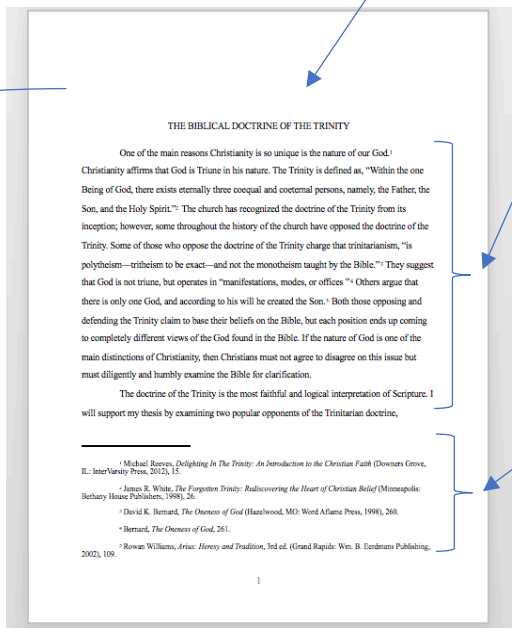 THE BIBLICAL DOCTRINE OF THE TRINITY
One of the main reasons Christianity is so unique is the nature of our God.¹
Christianity affirms that God is Triune in his nature. The Trinity is defined as, “Within the one
Being of God, there exists eternally three coequal and coeternal persons, namely, the Father, the
Son, and the Holy Spirit.”² The church has recognized the doctrine of the Trinity from its
inception; however, some throughout the history of the church have opposed the doctrine of the
Trinity. Some of those who oppose the doctrine of the Trinity charge that trinitarianism, “is
polytheism—tritheism to be exact—and not the monotheism taught by the Bible.”³ They suggest
that God is not triune, but operates in “manifestations, modes, or offices ”⁴ Others argue that
there is only one God, and according to his will he created the Son.⁵ Both those opposing and
defending the Trinity claim to base their beliefs on the Bible, but each position ends up coming
to completely different views of the God found in the Bible. If the nature of God is one of the
main distinctions of Christianity, then Christians must not agree to disagree on this issue but
must diligently and humbly examine the Bible for clarification.
The doctrine of the Trinity is the most faithful and logical interpretation of Scripture. I
will support my thesis by examining two popular opponents of the Trinitarian doctrine,
¹ Michael Reeves, Delighting In The Trinity: An Introduction to the Christian Faith (Downers Grove,
IL: InterVarsity Press, 2012), 15.
² James R. White, The Forgotten Trinity: Rediscovering the Heart of Christian Belief (Minneapolis:
Bethany House Publishers, 1998), 26.
³ David K. Bernard, The Oneness of God (Hazelwood, MO: Word Aflame Press, 1998), 260.
⁴ Bernard, The Oneness of God, 261.
⁵ Rowan Williams, Arius: Heresy and Tradition, 3rd ed. (Grand Rapids: Wm. B. Eerdmans Publishing,
2002), 109.
1